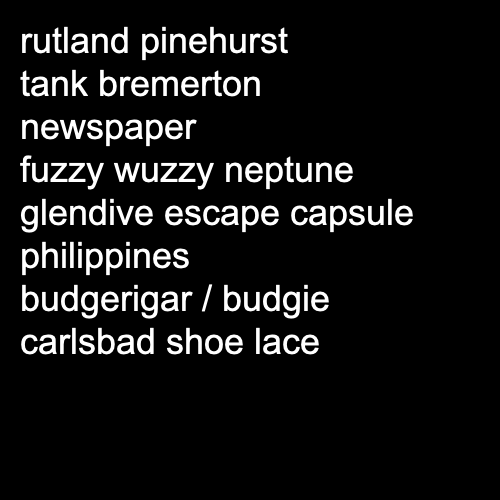 rutland pinehurst
tank bremerton
newspaper
fuzzy wuzzy neptune
glendive escape capsule
philippines
budgerigar / budgie
carlsbad shoe lace